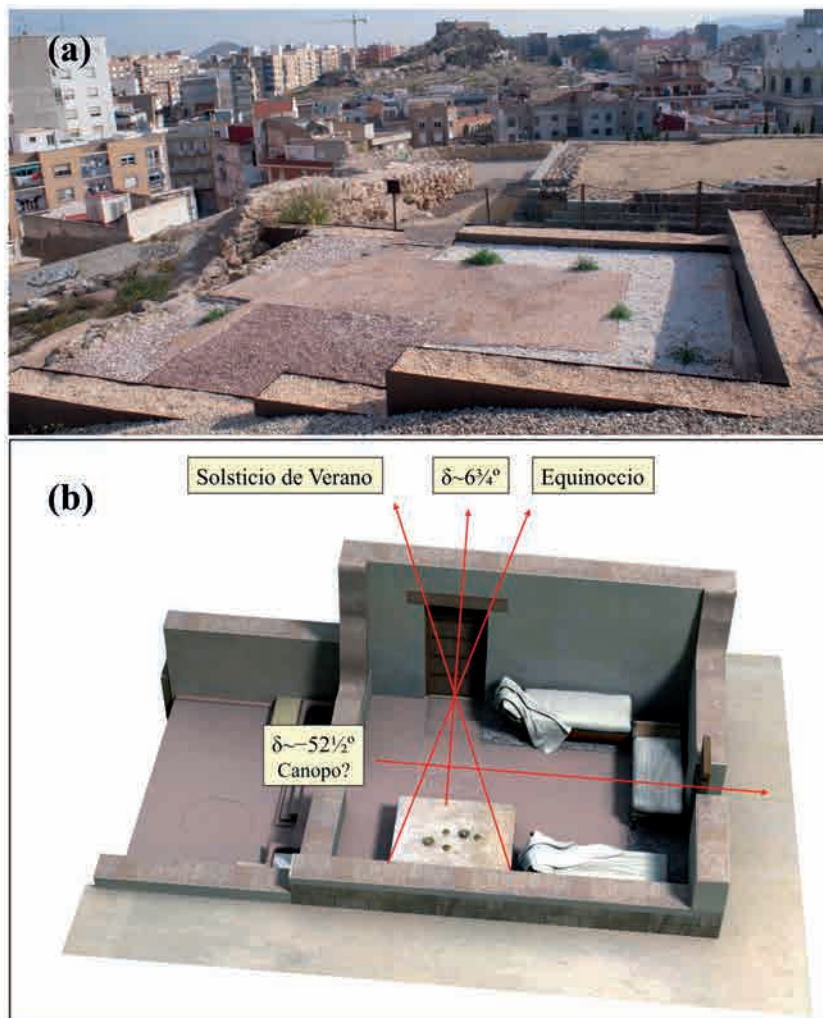 (a)
Solsticio de Verano
δ~6¾º
Equinoccio
(b)
δ~−52½º
Canopo?